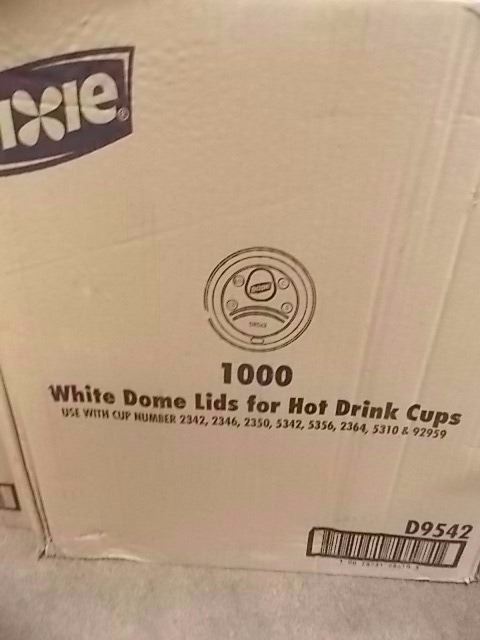 ixie
1000
White Dome Lids for Hot Drink Cups
USE WITH CUP NUMBER 2342, 2346, 2350, 5342, 5356, 2364, 5310 & 92959
D9542